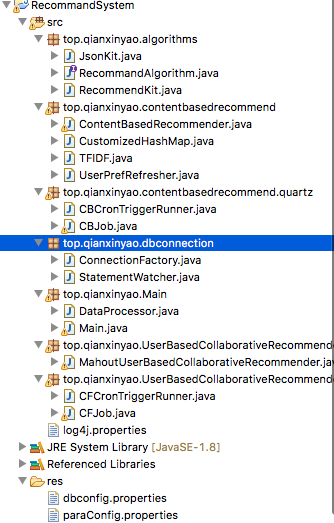 RecommandSystem
src
top.qianxinyao.algorithms
JsonKit.java
RecommandAlgorithm.java
RecommendKit.java
top.qianxinyao.contentbasedrecommend
ContentBasedRecommender.java
CustomizedHashMap.java
TFIDF.java
UserPrefRefresher.java
top.qianxinyao.contentbasedrecommend.quartz
CBCronTriggerRunner.java
CBJob.java
top.qianxinyao.dbconnection
ConnectionFactory.java
StatementWatcher.java
top.qianxinyao.Main
DataProcessor.java
Main.java
top.qianxinyao.UserBasedCollaborativeRecommende
MahoutUserBasedCollaborativeRecommender.java
top.qianxinyao.UserBasedCollaborativeRecommende
CFCronTriggerRunner.java
CFJob.java
log4j.properties
JRE System Library [JavaSE-1.8]
Referenced Libraries
res
dbconfig.properties
paraConfig.properties